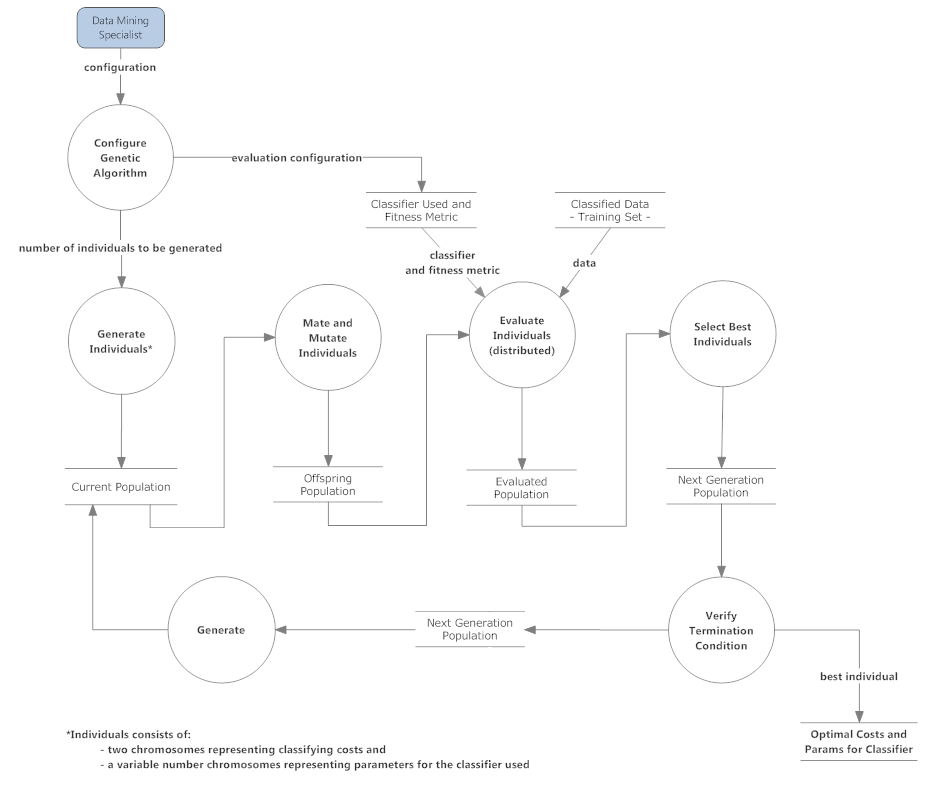 Data Mining
Specialist
configuration
Configure
Genetic
Algorithm
evaluation configuration
Classifier Used and
Fitness Metric
Classified Data
- Training Set -
number of individuals to be generated
classifier
and fitness metric
data
Generate
Individuals*
Mate and
Mutate
Individuals
Evaluate
Individuals
(distributed)
Select Best
Individuals
Current Population
Offspring
Population
Evaluated
Population
Next Generation
Population
Generate
Next Generation
Population
Verify
Termination
Condition
best individual
Optimal Costs and
Params for Classifier
*Individuals consists of:
- two chromosomes representing classifying costs and
- a variable number chromosomes representing parameters for the classifier used